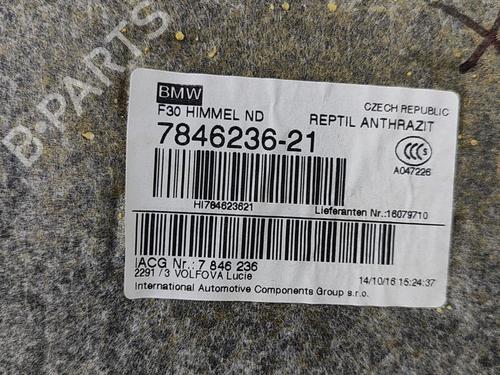 B-PARTS
BMW
F30 HIMMEL ND
7846236-21
CZECH REPUBLIC
REPTIL ANTHRAZIT
CCC S
A047226
HI784623621
Lieferanten Nr.:16079710
IACG Nr.: 7 846 236
2291 / 3 VOLFOVA Lucie
14/10/16 15:24:37
International Automotive Components Group s.r.o.